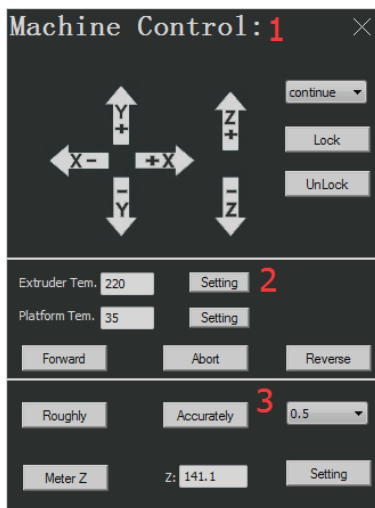 Machine Control: 1
continue
Y+
Z+
Lock
X- +X
UnLock
-Y
-Z
Extruder Tem. 220 Setting 2
Platform Tem. 35 Setting
Forward Abort Reverse
Roughly Accurately 3 0.5
Meter Z Z: 141.1 Setting